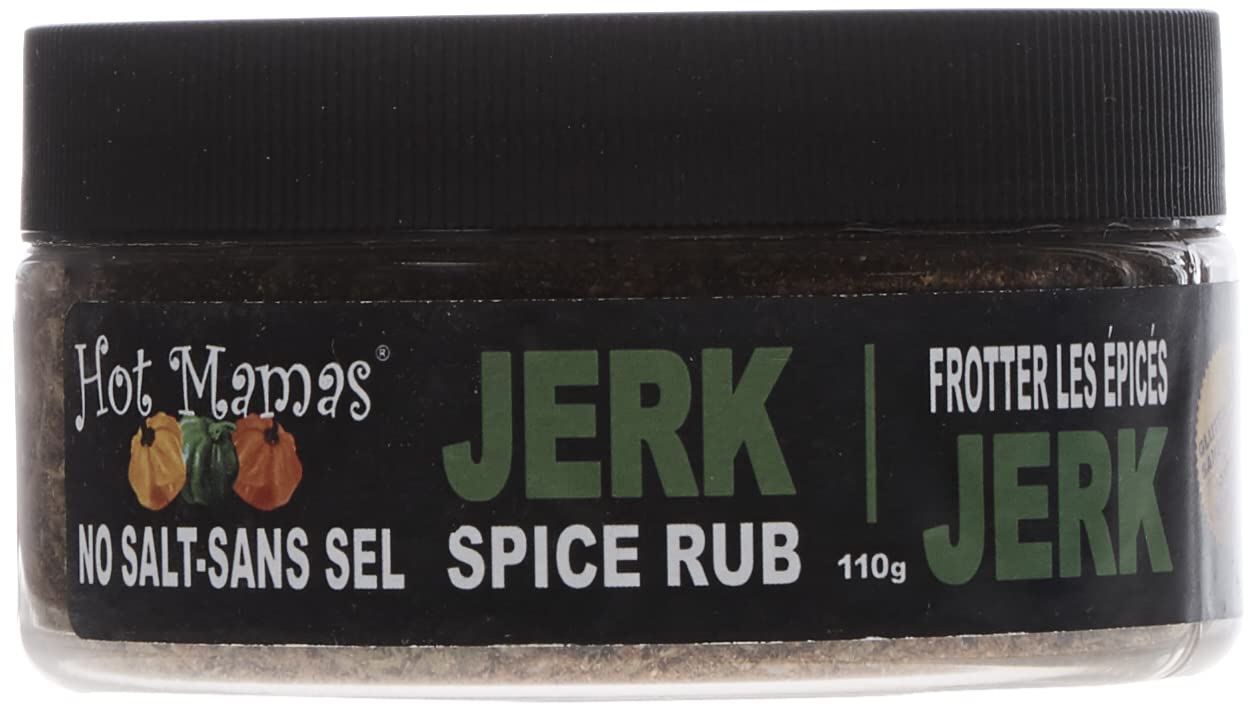 Hot Mamas®
NO SALT-SANS SEL
JERK
SPICE RUB
110g
FROTTER LES ÉPICÉS
JERK